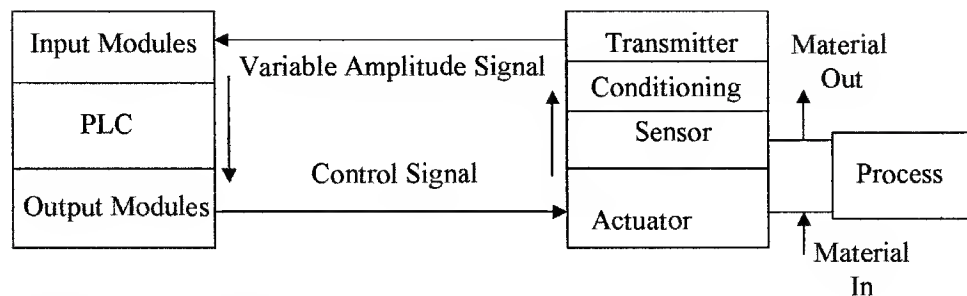 Input Modules
PLC
Output Modules
Variable Amplitude Signal
Control Signal
Transmitter
Conditioning
Sensor
Actuator
Material
Out
Process
Material
In